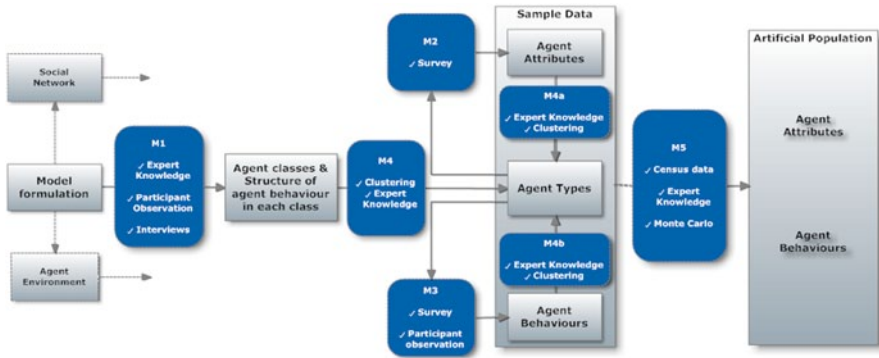 Social
Network
Model
formulation
Agent
Environment
M1
✓ Expert
Knowledge
✓ Participant
Observation
✓ Interviews
Agent classes &
Structure of
agent behaviour
in each class
M4
✓ Clustering
✓ Expert
Knowledge
M2
✓ Survey
M3
✓ Survey
✓ Participant
observation
Sample Data
Agent
Attributes
M4a
✓ Expert Knowledge
✓ Clustering
Agent Types
M4b
✓ Expert Knowledge
✓ Clustering
Agent
Behaviours
M5
✓ Census data
✓ Expert
Knowledge
✓ Monte Carlo
Artificial Population
Agent
Attributes
Agent
Behaviours